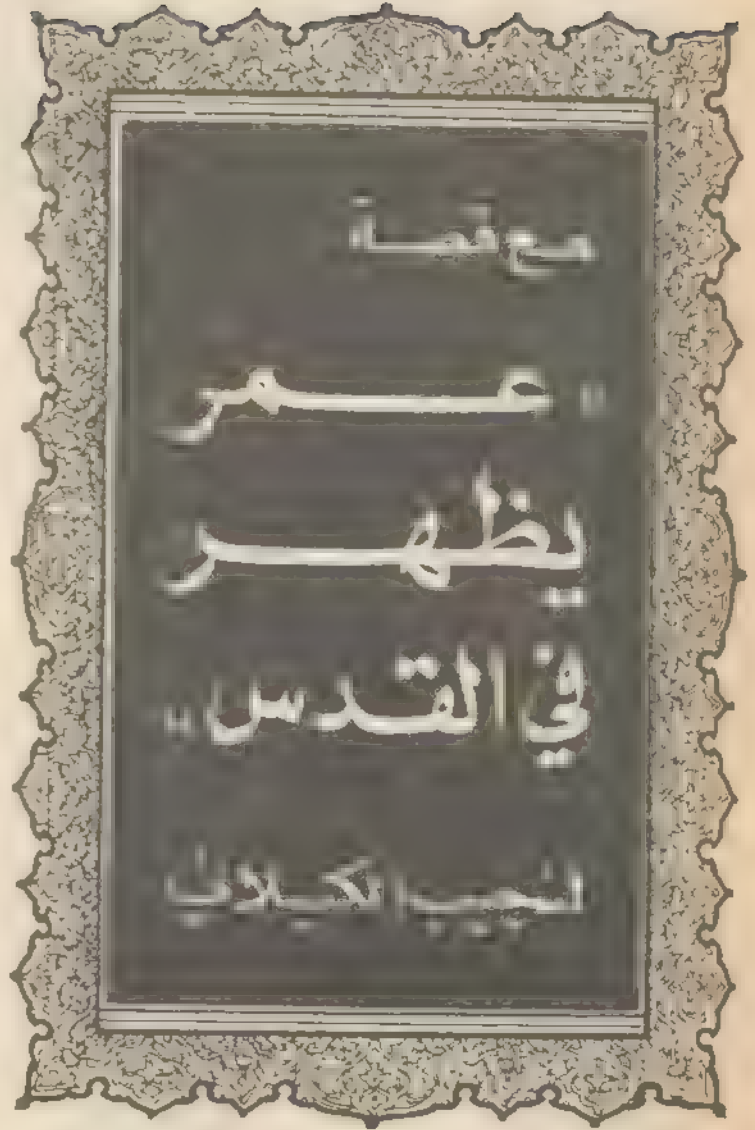 مع قصة
« عمر
يظهر
في القدس »
لنجيب الكيلاني